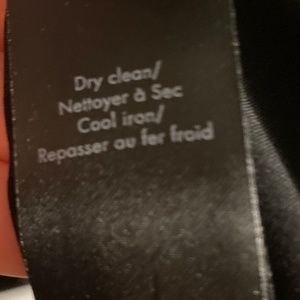 Dry clean/
Nettoyer à Sec
Cool iron/
Repasser au fer froid